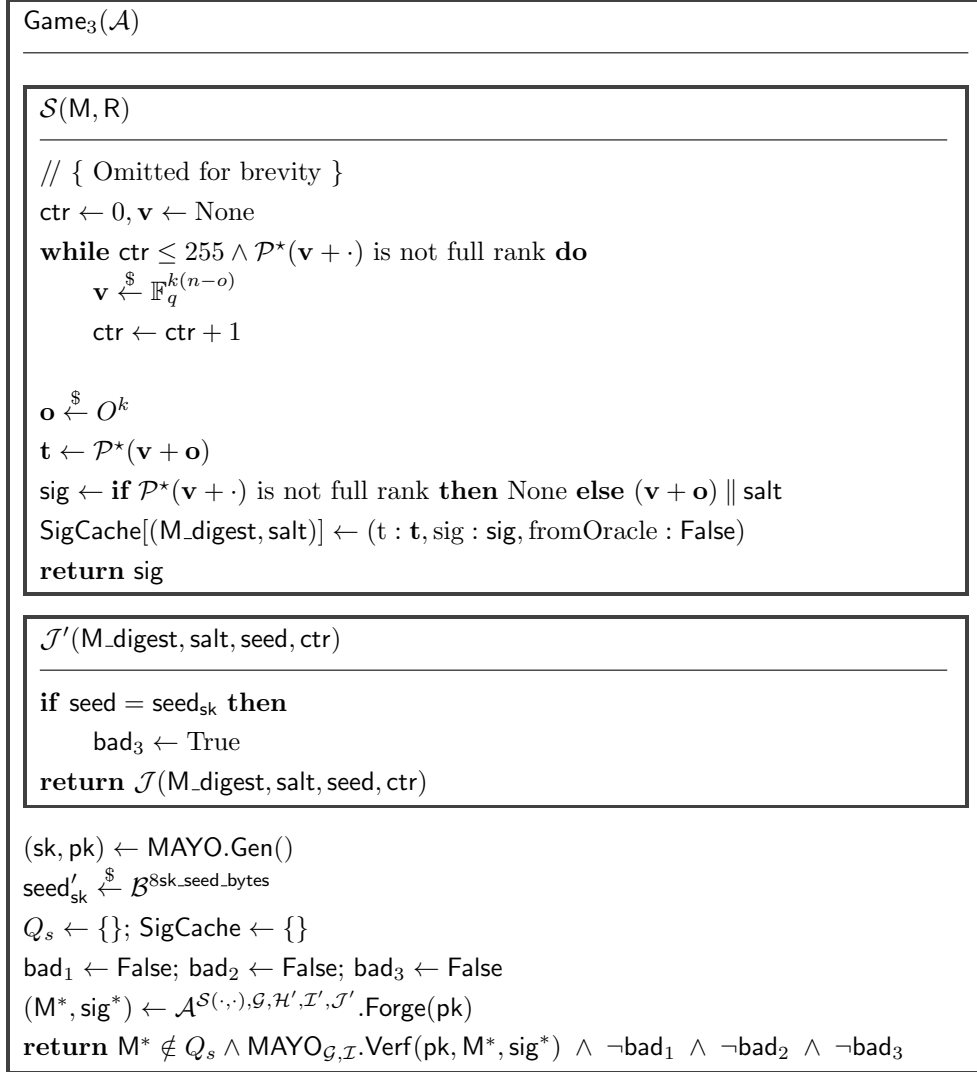 Game₃(𝒜)
𝒮(M, R)
// { Omitted for brevity }
ctr ← 0, v ← None
while ctr ≤ 255 ∧ 𝒫*(v + ·) is not full rank do
v ←$ 𝔽_q^{k(n−o)}
ctr ← ctr + 1
o ←$ O^k
t ← 𝒫*(v + o)
sig ← if 𝒫*(v + ·) is not full rank then None else (v + o) ∥ salt
SigCache[(M_digest, salt)] ← (t : t, sig : sig, fromOracle : False)
return sig
𝒥′(M_digest, salt, seed, ctr)
if seed = seed_sk then
bad₃ ← True
return 𝒥(M_digest, salt, seed, ctr)
(sk, pk) ← MAYO.Gen()
seed′_sk ←$ ℬ^{8sk_seed_bytes}
Q_s ← {}; SigCache ← {}
bad₁ ← False; bad₂ ← False; bad₃ ← False
(M*, sig*) ← 𝒜^{𝒮(·,·),𝒢,ℋ′,ℐ′,𝒥′}.Forge(pk)
return M* ∉ Q_s ∧ MAYO_{𝒢,ℐ}.Verf(pk, M*, sig*) ∧ ¬bad₁ ∧ ¬bad₂ ∧ ¬bad₃